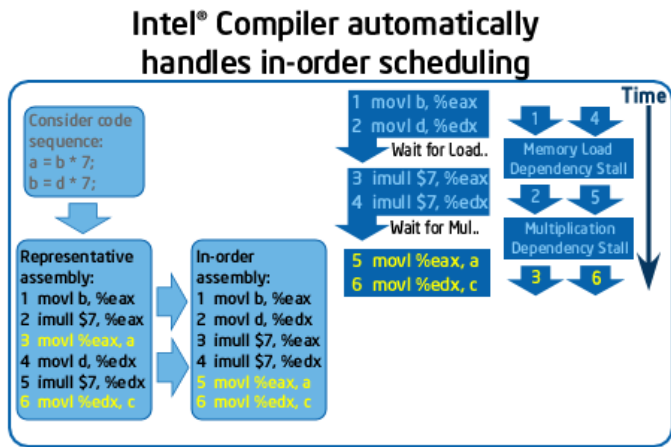 Intel® Compiler automatically
handles in-order scheduling
Consider code
sequence:
a = b * 7;
b = d * 7;
Representative
assembly:
1 movl b, %eax
2 imull $7, %eax
3 movl %eax, a
4 movl d, %edx
5 imull $7, %edx
6 movl %edx, c
In-order
assembly:
1 movl b, %eax
2 movl d, %edx
3 imull $7, %eax
4 imull $7, %edx
5 movl %eax, a
6 movl %edx, c
1 movl b, %eax
2 movl d, %edx
Wait for Load..
3 imull $7, %eax
4 imull $7, %edx
Wait for Mul..
5 movl %eax, a
6 movl %edx, c
Time
1 4
Memory Load
Dependency Stall
2 5
Multiplication
Dependency Stall
3 6